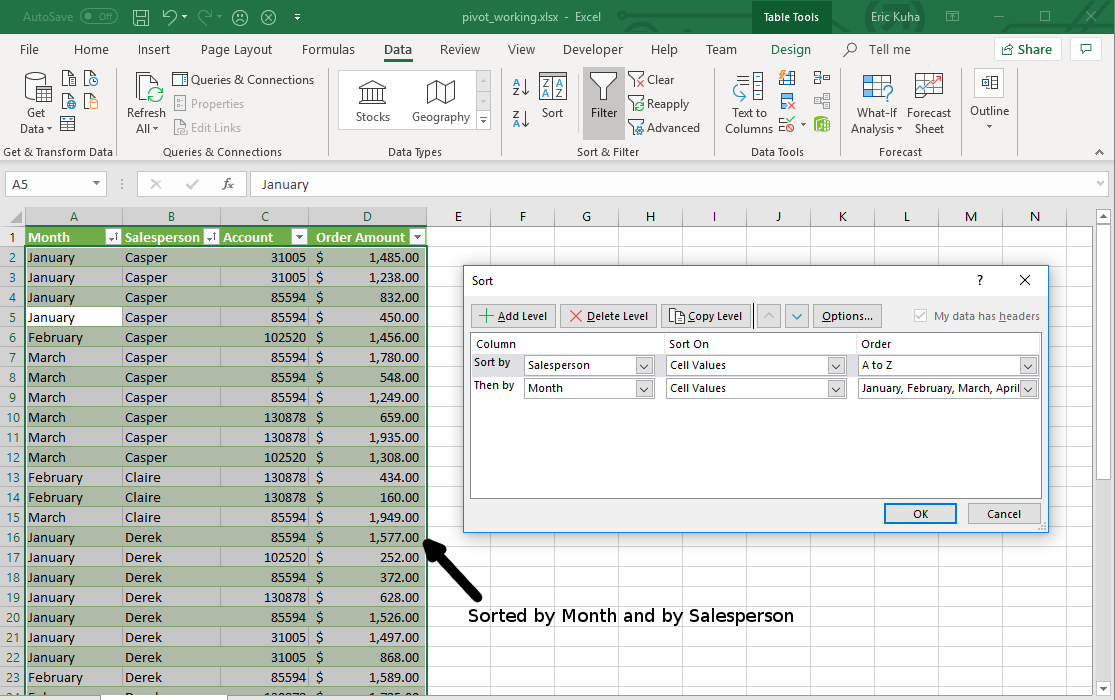 AutoSave Off pivot_working.xlsx - Excel Table Tools Eric Kuha
File Home Insert Page Layout Formulas Data Review View Developer Help Team Design Tell me Share
Get Data
Refresh All
Queries & Connections
Properties
Edit Links
Stocks Geography
Sort
Filter
Clear
Reapply
Advanced
Text to Columns
What-If Analysis
Forecast Sheet
Outline
Get & Transform Data Queries & Connections Data Types Sort & Filter Data Tools Forecast
A5 fx January
A B C D E F G H I J K L M N
1 Month Salesperson Account Order Amount
2 January Casper 31005 $ 1,485.00
3 January Casper 31005 $ 1,238.00
4 January Casper 85594 $ 832.00
5 January Casper 85594 $ 450.00
6 February Casper 102520 $ 1,456.00
7 March Casper 85594 $ 1,780.00
8 March Casper 85594 $ 548.00
9 March Casper 85594 $ 1,249.00
10 March Casper 130878 $ 659.00
11 March Casper 130878 $ 1,935.00
12 March Casper 102520 $ 1,308.00
13 February Claire 130878 $ 434.00
14 February Claire 130878 $ 160.00
15 March Claire 85594 $ 1,949.00
16 January Derek 85594 $ 1,577.00
17 January Derek 102520 $ 252.00
18 January Derek 85594 $ 372.00
19 January Derek 130878 $ 628.00
20 January Derek 85594 $ 1,526.00
21 January Derek 31005 $ 1,497.00
22 January Derek 31005 $ 868.00
23 February Derek 85594 $ 1,589.00
Sort ?
Add Level Delete Level Copy Level Options... My data has headers
Column Sort On Order
Sort by Salesperson Cell Values A to Z
Then by Month Cell Values January, February, March, April
OK Cancel
Sorted by Month and by Salesperson